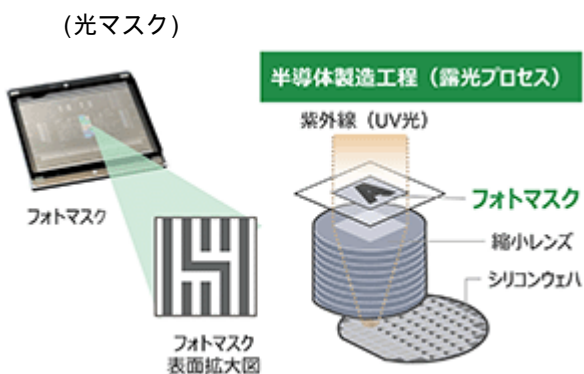 (光マスク)
半導体製造工程（露光プロセス）
紫外線（UV光）
フォトマスク
フォトマスク
縮小レンズ
シリコンウェハ
フォトマスク
表面拡大図
A